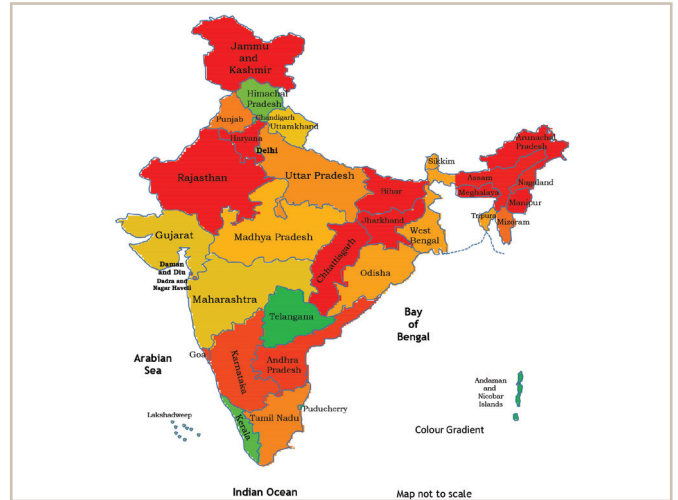 Jammu
and
Kashmir
Himachal
Pradesh
Punjab
Chandigarh
Uttarakhand
Haryana
Delhi
Rajasthan
Uttar Pradesh
Sikkim
Arunachal
Pradesh
Assam
Nagaland
Meghalaya
Manipur
Bihar
Tripura
Mizoram
Jharkhand
West
Bengal
Gujarat
Madhya Pradesh
Chhattisgarh
Daman
and Diu
Dadra and
Nagar Haveli
Odisha
Maharashtra
Telangana
Bay
of
Bengal
Arabian
Sea
Goa
Karnataka
Andhra
Pradesh
Andaman
and
Nicobar
Islands
Lakshadweep
Kerala
Tamil Nadu
Puducherry
Colour Gradient
Indian Ocean
Map not to scale